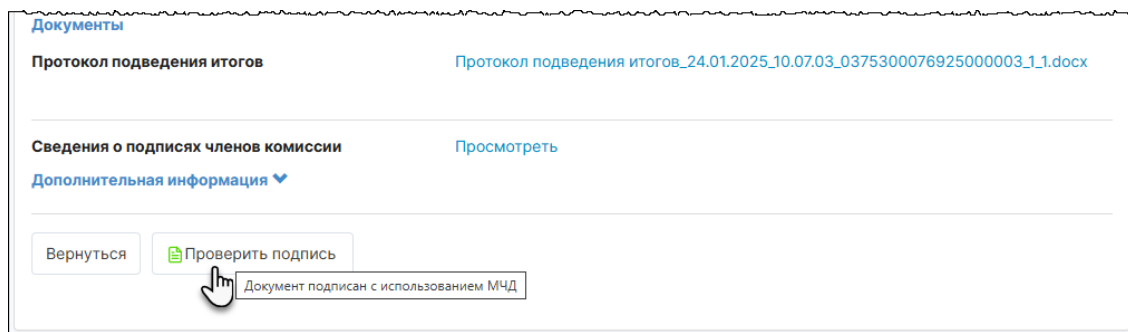 Документы
Протокол подведения итогов Протокол подведения итогов_24.01.2025_10.07.03_0375300076925000003_1_1.docx
Сведения о подписях членов комиссии Просмотреть
Дополнительная информация
Вернуться Проверить подпись
Документ подписан с использованием МЧД